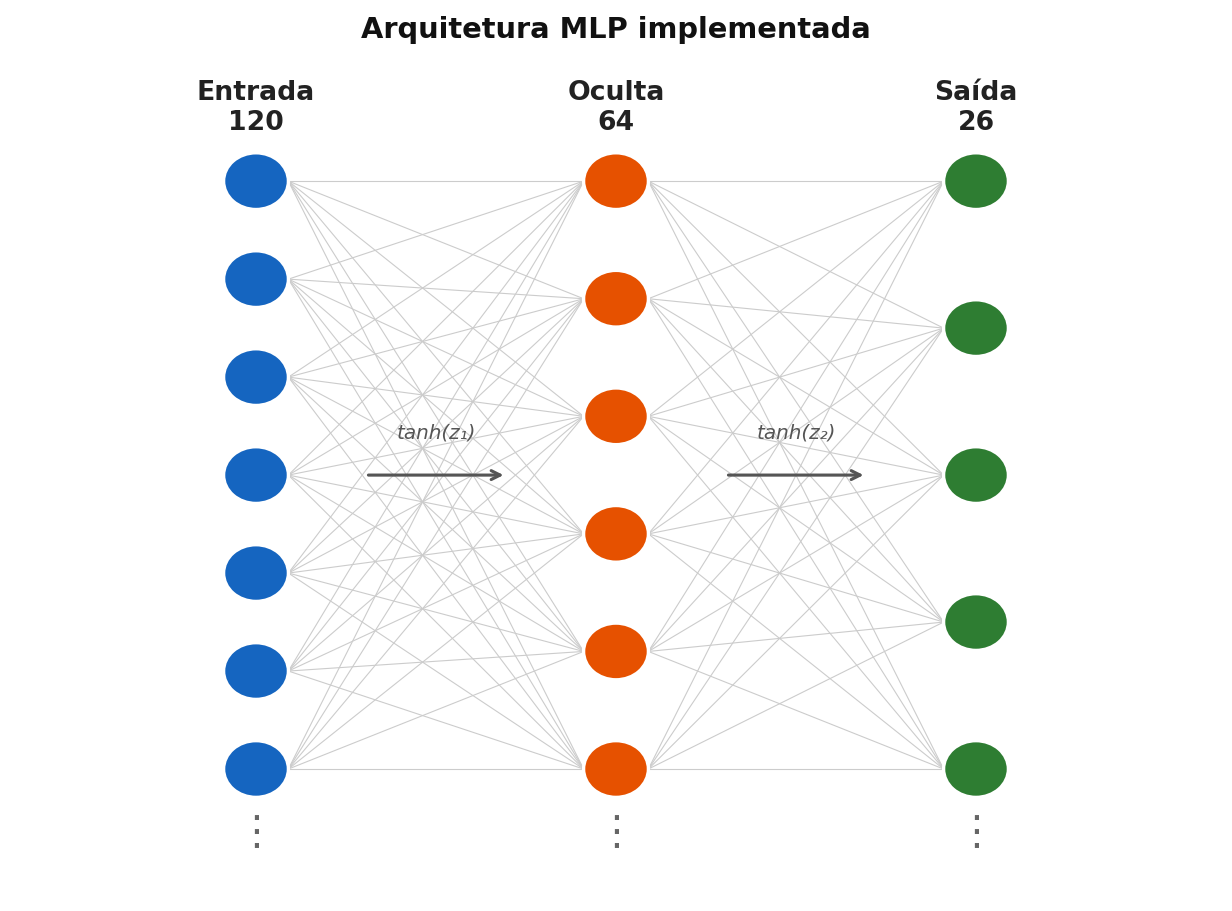 Arquitetura MLP implementada
Entrada
120
Oculta
64
Saída
26
tanh(z₁)
tanh(z₂)